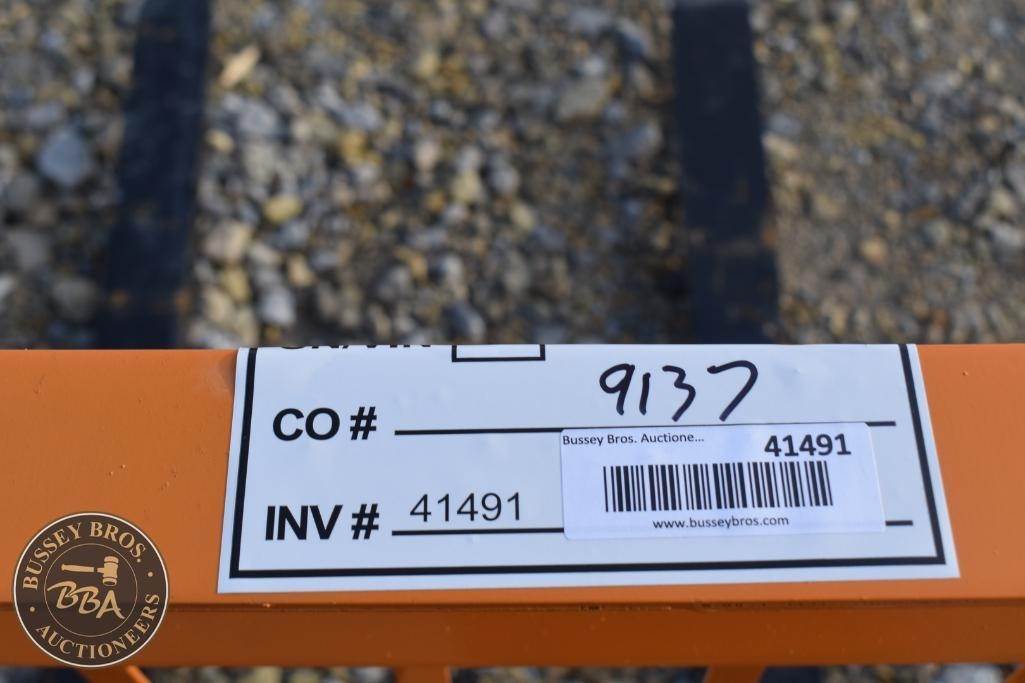 9137
CO #
Bussey Bros. Auctione...
41491
INV # 41491
www.busseybros.com
BUSSEY BROS.
BBA
AUCTIONEERS